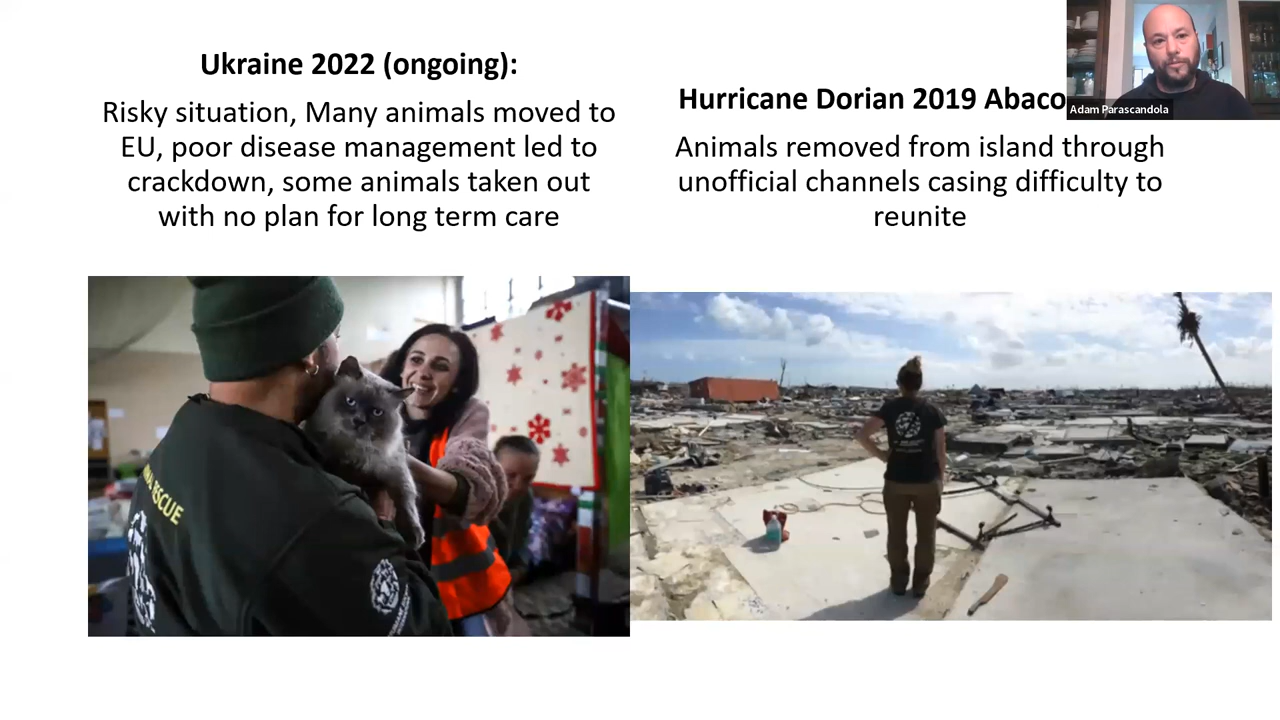 Ukraine 2022 (ongoing):
Risky situation, Many animals moved to
EU, poor disease management led to
crackdown, some animals taken out
with no plan for long term care
Hurricane Dorian 2019 Abaco
Animals removed from island through
unofficial channels casing difficulty to
reunite
Adam Parascandola
RESCUE